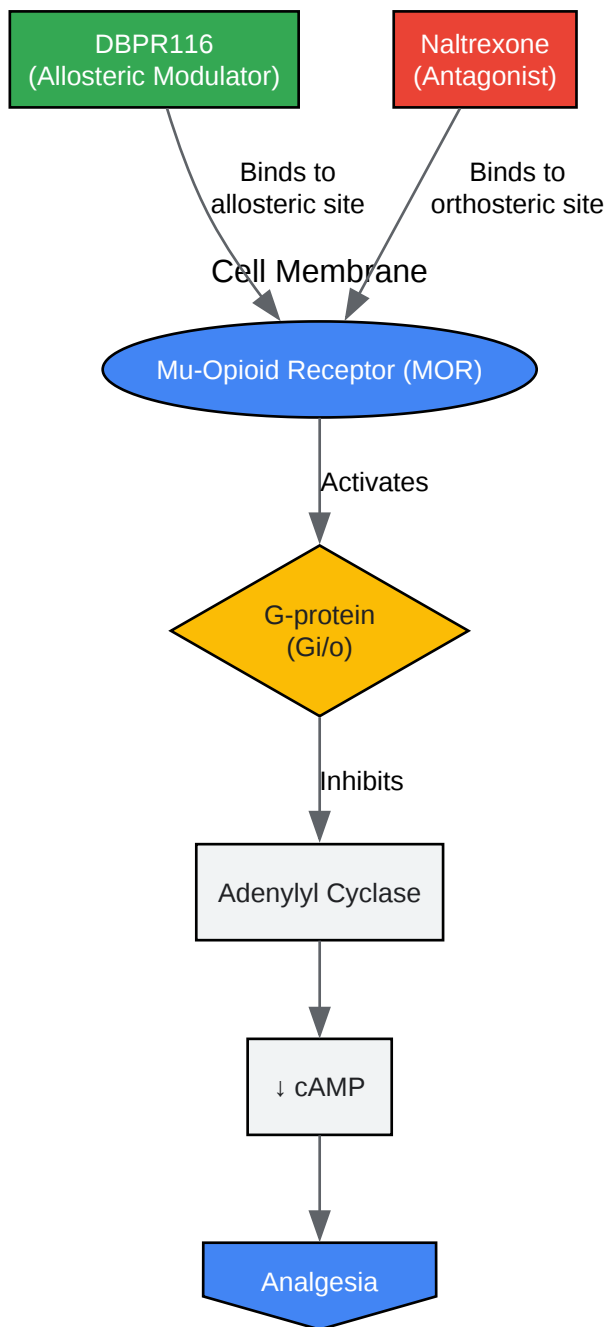 DBPR116
(Allosteric Modulator)
Naltrexone
(Antagonist)
Binds to
allosteric site
Binds to
orthosteric site
Cell Membrane
Mu-Opioid Receptor (MOR)
Activates
G-protein
(Gi/o)
Inhibits
Adenylyl Cyclase
↓ cAMP
Analgesia